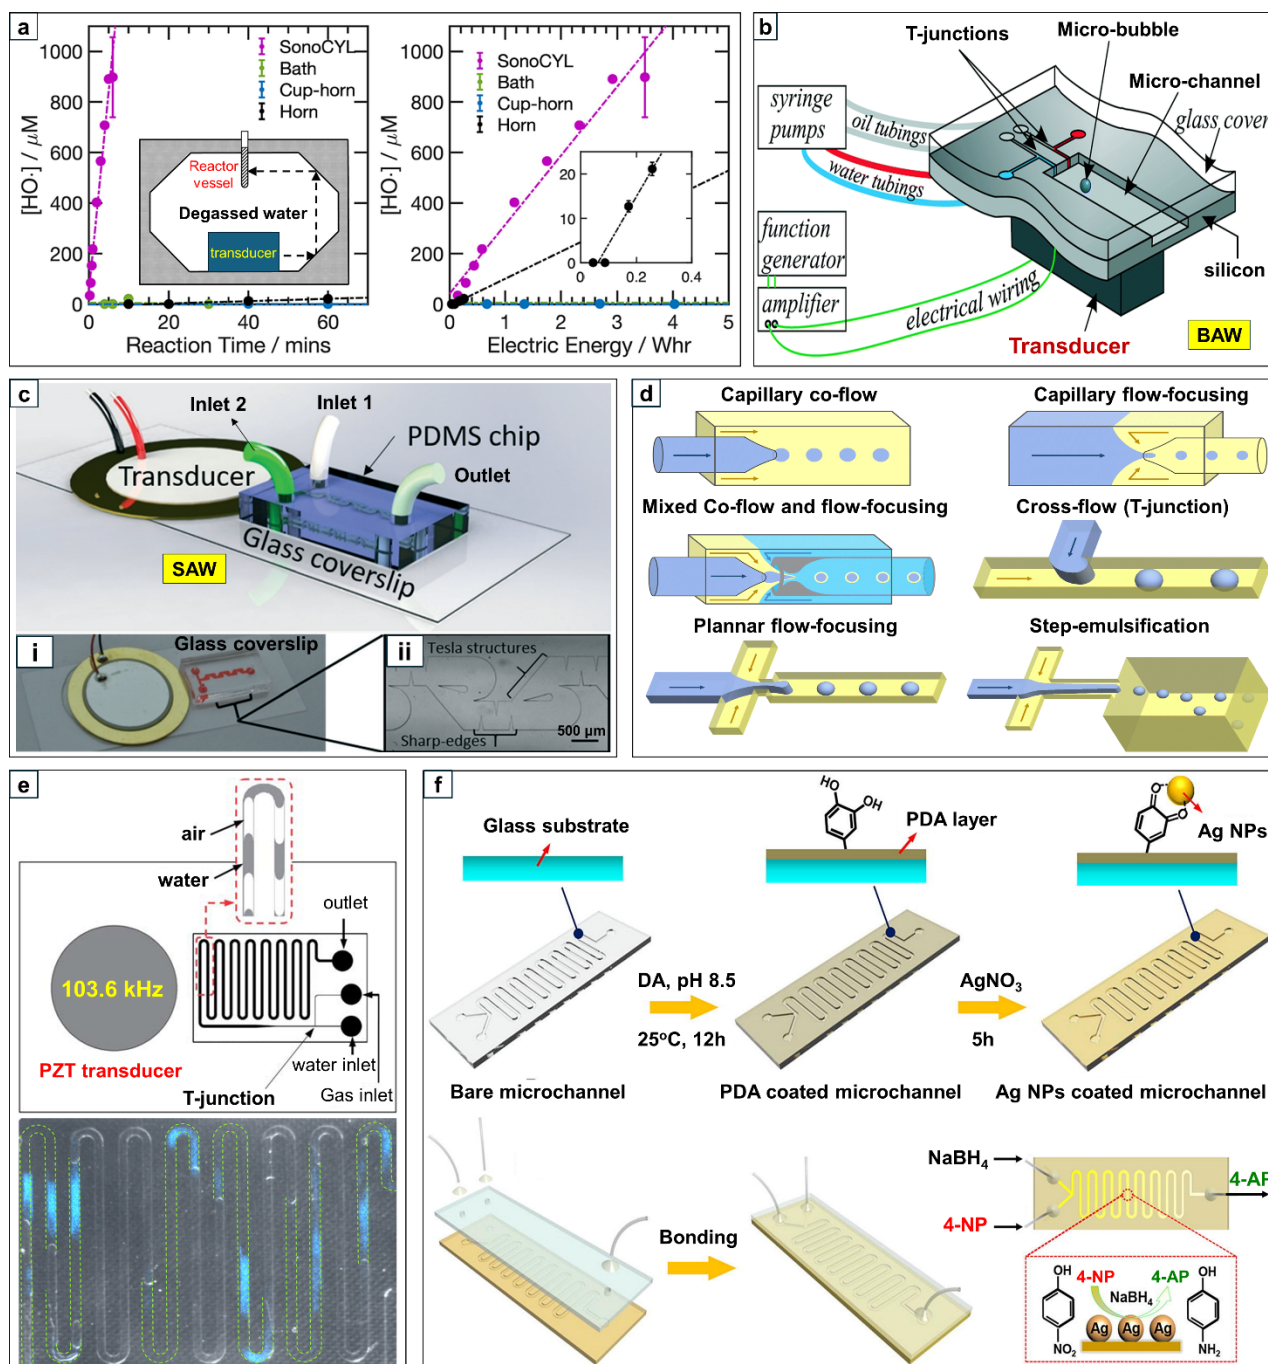 a
1000
800
600
400
200
0
[HO·] / μM
SonoCYL
Bath
Cup-horn
Horn
Reactor
vessel
Degassed water
transducer
0
20
40
60
Reaction Time / mins
1000
800
600
400
200
0
[HO·] / μM
SonoCYL
Bath
Cup-horn
Horn
20
10
0
0
0.2
0.4
0
1
2
3
4
5
Electric Energy / Whr
b
T-junctions
Micro-bubble
Micro-channel
glass cover
syringe
pumps
oil tubings
water tubings
function
generator
amplifier
electrical wiring
silicon
Transducer
BAW
c
Inlet 2
Inlet 1
PDMS chip
Outlet
Transducer
Glass coverslip
SAW
i
Glass coverslip
ii
Tesla structures
Sharp-edges
500 μm
d
Capillary co-flow
Capillary flow-focusing
Mixed Co-flow and flow-focusing
Cross-flow (T-junction)
Plannar flow-focusing
Step-emulsification
e
air
water
outlet
103.6 kHz
PZT transducer
water inlet
T-junction
Gas inlet
f
Glass substrate
HO
OH
PDA layer
O
O
Ag NPs
DA, pH 8.5
25°C, 12h
AgNO3
5h
Bare microchannel
PDA coated microchannel
Ag NPs coated microchannel
Bonding
NaBH4
4-NP
4-AP
OH
NO2
4-NP
4-AP
NaBH4
Ag
Ag
Ag
OH
NH2